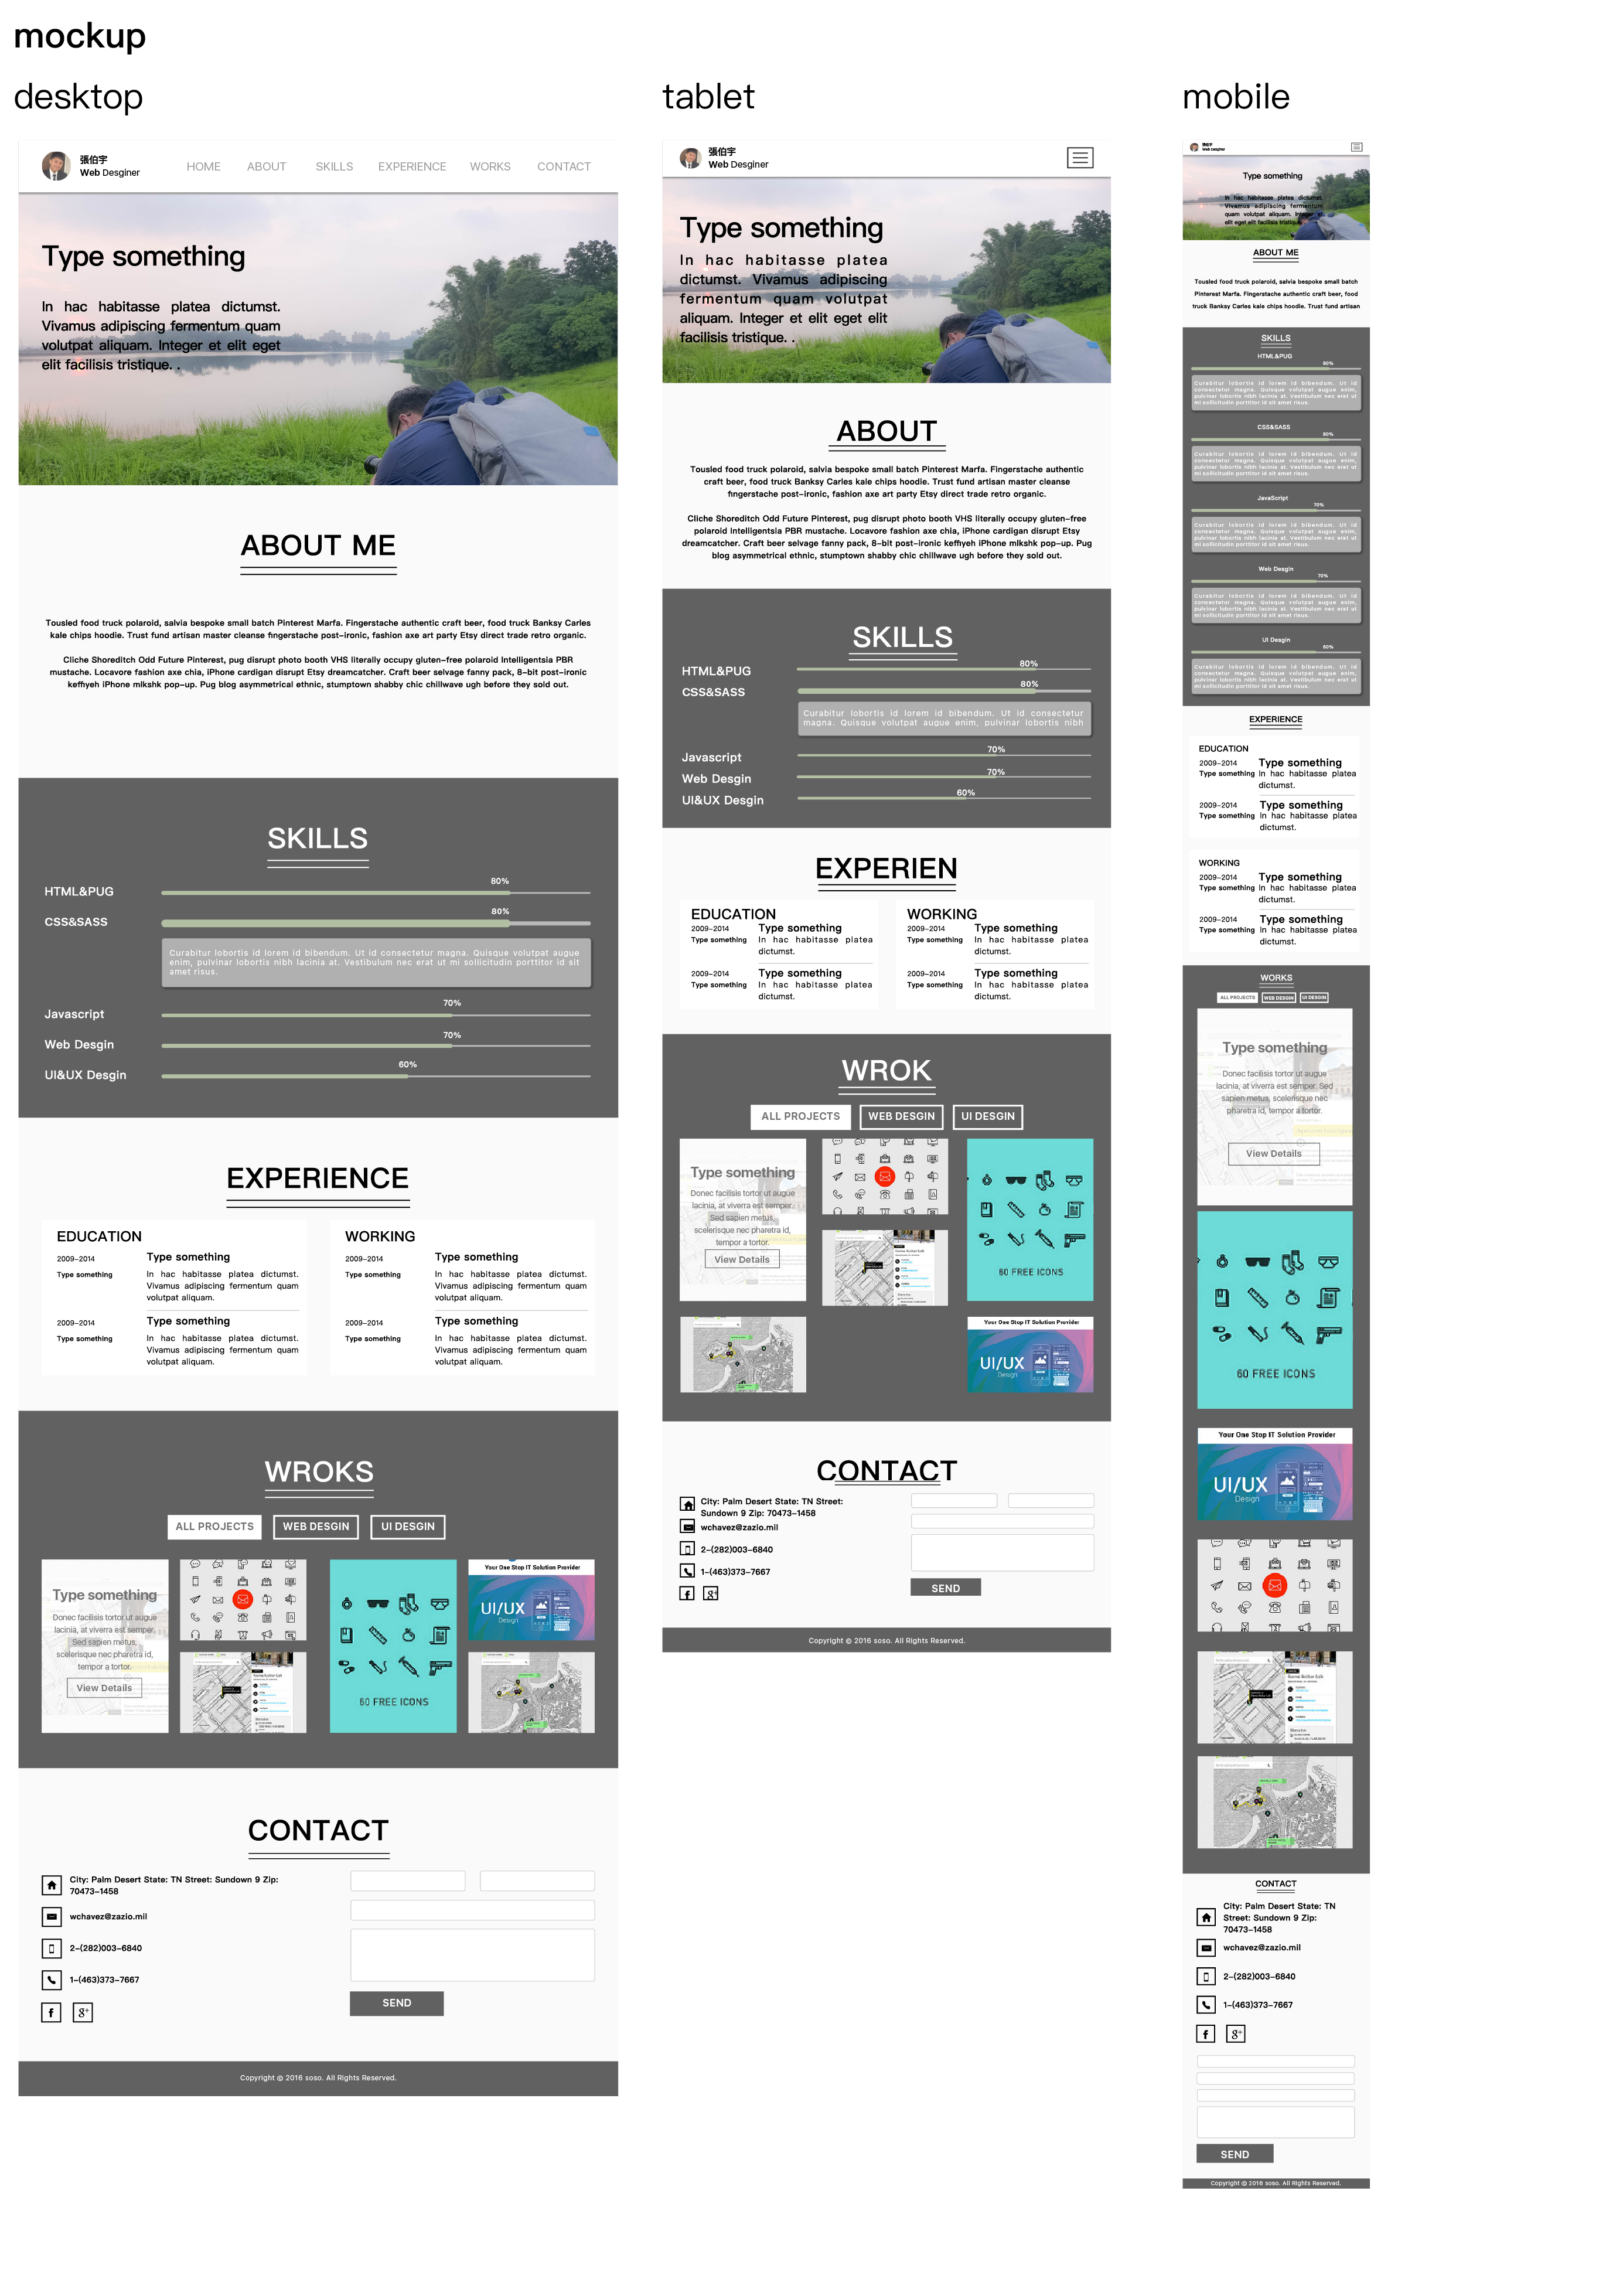 mockup
desktop
張伯宇
Web Desginer
HOME ABOUT SKILLS EXPERIENCE WORKS CONTACT
Type something
In hac habitasse platea dictumst.
Vivamus adipiscing fermentum quam
volutpat aliquam. Integer et elit eget
elit facilisis tristique. .
ABOUT ME
Tousled food truck polaroid, salvia bespoke small batch Pinterest Marfa. Fingerstache authentic craft beer, food truck Banksy Carles
kale chips hoodie. Trust fund artisan master cleanse fingerstache post-ironic, fashion axe art party Etsy direct trade retro organic.
Cliche Shoreditch Odd Future Pinterest, pug disrupt photo booth VHS literally occupy gluten-free polaroid Intelligentsia PBR
mustache. Locavore fashion axe chia, iPhone cardigan disrupt Etsy dreamcatcher. Craft beer selvage fanny pack, 8-bit post-ironic
keffiyeh iPhone mlkshk pop-up. Pug blog asymmetrical ethnic, stumptown shabby chic chillwave ugh before they sold out.
SKILLS
HTML&PUG 80%
CSS&SASS 80%
Curabitur lobortis id lorem id bibendum. Ut id consectetur magna. Quisque volutpat augue
enim, pulvinar lobortis nibh lacinia at. Vestibulum nec erat ut mi sollicitudin porttitor id sit
amet risus.
Javascript 70%
Web Desgin 70%
UI&UX Desgin 60%
EXPERIENCE
EDUCATION
2009-2014 Type something
Type something In hac habitasse platea dictumst.
Vivamus adipiscing fermentum quam
volutpat aliquam.
2009-2014 Type something
Type something In hac habitasse platea dictumst.
Vivamus adipiscing fermentum quam
volutpat aliquam.
WORKING
2009-2014 Type something
Type something In hac habitasse platea dictumst.
Vivamus adipiscing fermentum quam
volutpat aliquam.
2009-2014 Type something
Type something In hac habitasse platea dictumst.
Vivamus adipiscing fermentum quam
volutpat aliquam.
WROKS
ALL PROJECTS WEB DESGIN UI DESGIN
Type something
Donec facilisis tortor ut augue
lacinia, at viverra est semper.
Sed sapien metus,
scelerisque nec pharetra id,
tempor a tortor.
View Details
60 FREE ICONS
Your One Stop IT Solution Provider
UI/UX
Design
CONTACT
City: Palm Desert State: TN Street: Sundown 9 Zip:
70473-1458
wchavez@zazio.mil
2-(282)003-6840
1-(463)373-7667
f g+
SEND
Copyright © 2016 soso. All Rights Reserved.
tablet
張伯宇
Web Desginer
Type something
In hac habitasse platea
dictumst. Vivamus adipiscing
fermentum quam volutpat
aliquam. Integer et elit eget elit
facilisis tristique. .
ABOUT
Tousled food truck polaroid, salvia bespoke small batch Pinterest Marfa. Fingerstache authentic
craft beer, food truck Banksy Carles kale chips hoodie. Trust fund artisan master cleanse
fingerstache post-ironic, fashion axe art party Etsy direct trade retro organic.
Cliche Shoreditch Odd Future Pinterest, pug disrupt photo booth VHS literally occupy gluten-free
polaroid Intelligentsia PBR mustache. Locavore fashion axe chia, iPhone cardigan disrupt Etsy
dreamcatcher. Craft beer selvage fanny pack, 8-bit post-ironic keffiyeh iPhone mlkshk pop-up. Pug
blog asymmetrical ethnic, stumptown shabby chic chillwave ugh before they sold out.
SKILLS
HTML&PUG 80%
CSS&SASS 80%
Curabitur lobortis id lorem id bibendum. Ut id consectetur
magna. Quisque volutpat augue enim, pulvinar lobortis nibh
Javascript 70%
Web Desgin 70%
UI&UX Desgin 60%
EXPERIEN
EDUCATION
2009-2014 Type something
Type something In hac habitasse platea
dictumst.
2009-2014 Type something
Type something In hac habitasse platea
dictumst.
WORKING
2009-2014 Type something
Type something In hac habitasse platea
dictumst.
2009-2014 Type something
Type something In hac habitasse platea
dictumst.
WROK
ALL PROJECTS WEB DESGIN UI DESGIN
Type something
Donec facilisis tortor ut augue
lacinia, at viverra est semper.
Sed sapien metus,
scelerisque nec pharetra id,
tempor a tortor.
View Details
60 FREE ICONS
Your One Stop IT Solution Provider
UI/UX
Design
CONTACT
City: Palm Desert State: TN Street:
Sundown 9 Zip: 70473-1458
wchavez@zazio.mil
2-(282)003-6840
1-(463)373-7667
f g+
SEND
Copyright © 2016 soso. All Rights Reserved.
mobile
張伯宇
Web Desginer
Type something
In hac habitasse platea dictumst.
Vivamus adipiscing fermentum
quam volutpat aliquam. Integer et
elit eget elit facilisis tristique.
ABOUT ME
Tousled food truck polaroid, salvia bespoke small batch
Pinterest Marfa. Fingerstache authentic craft beer, food
truck Banksy Carles kale chips hoodie. Trust fund artisan
SKILLS
HTML&PUG
80%
Curabitur lobortis id lorem id bibendum. Ut id
consectetur magna. Quisque volutpat augue enim,
pulvinar lobortis nibh lacinia at. Vestibulum nec erat ut
mi sollicitudin porttitor id sit amet risus.
CSS&SASS
80%
Curabitur lobortis id lorem id bibendum. Ut id
consectetur magna. Quisque volutpat augue enim,
pulvinar lobortis nibh lacinia at. Vestibulum nec erat ut
mi sollicitudin porttitor id sit amet risus.
JavaScript
70%
Curabitur lobortis id lorem id bibendum. Ut id
consectetur magna. Quisque volutpat augue enim,
pulvinar lobortis nibh lacinia at. Vestibulum nec erat ut
mi sollicitudin porttitor id sit amet risus.
Web Desgin
70%
Curabitur lobortis id lorem id bibendum. Ut id
consectetur magna. Quisque volutpat augue enim,
pulvinar lobortis nibh lacinia at. Vestibulum nec erat ut
mi sollicitudin porttitor id sit amet risus.
UI Desgin
60%
Curabitur lobortis id lorem id bibendum. Ut id
consectetur magna. Quisque volutpat augue enim,
pulvinar lobortis nibh lacinia at. Vestibulum nec erat ut
mi sollicitudin porttitor id sit amet risus.
EXPERIENCE
EDUCATION
2009-2014 Type something
Type something In hac habitasse platea
dictumst.
2009-2014 Type something
Type something In hac habitasse platea
dictumst.
WORKING
2009-2014 Type something
Type something In hac habitasse platea
dictumst.
2009-2014 Type something
Type something In hac habitasse platea
dictumst.
WORKS
ALL PROJECTS WEB DESGIN UI DESGIN
Type something
Donec facilisis tortor ut augue
lacinia, at viverra est semper. Sed
sapien metus, scelerisque nec
pharetra id, tempor a tortor.
View Details
60 FREE ICONS
Your One Stop IT Solution Provider
UI/UX
Design
CONTACT
City: Palm Desert State: TN
Street: Sundown 9 Zip:
70473-1458
wchavez@zazio.mil
2-(282)003-6840
1-(463)373-7667
f g+
SEND
Copyright © 2016 soso. All Rights Reserved.